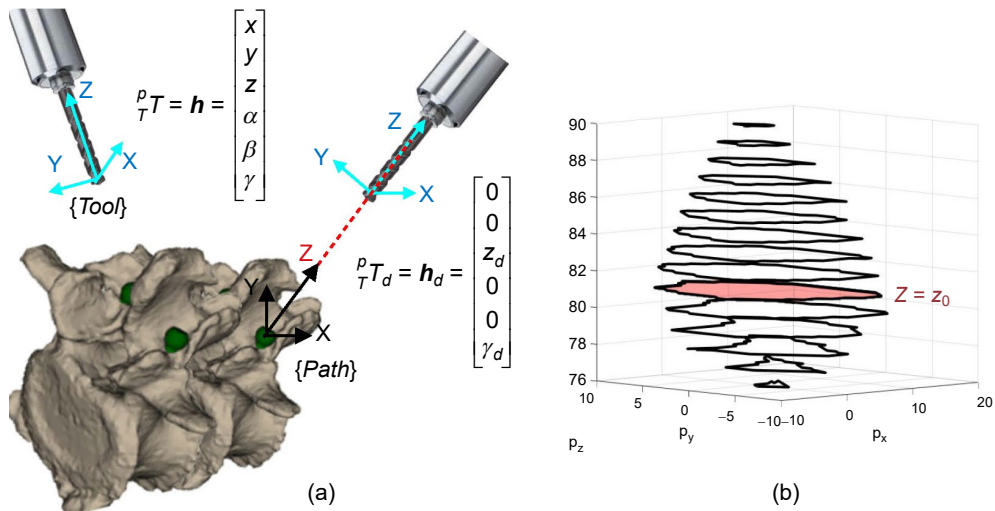 Z
Y
X
{Tool}
p
T T = h =
x
y
z
α
β
γ
Z
Y
X
Z
Y
X
{Path}
p
T T d = h d =
0
0
z d
0
0
γ d
(a)
90
88
86
84
82
80
78
76
10
5
0
−5
−10
−10
0
10
20
p z
p y
p x
Z = z 0
(b)